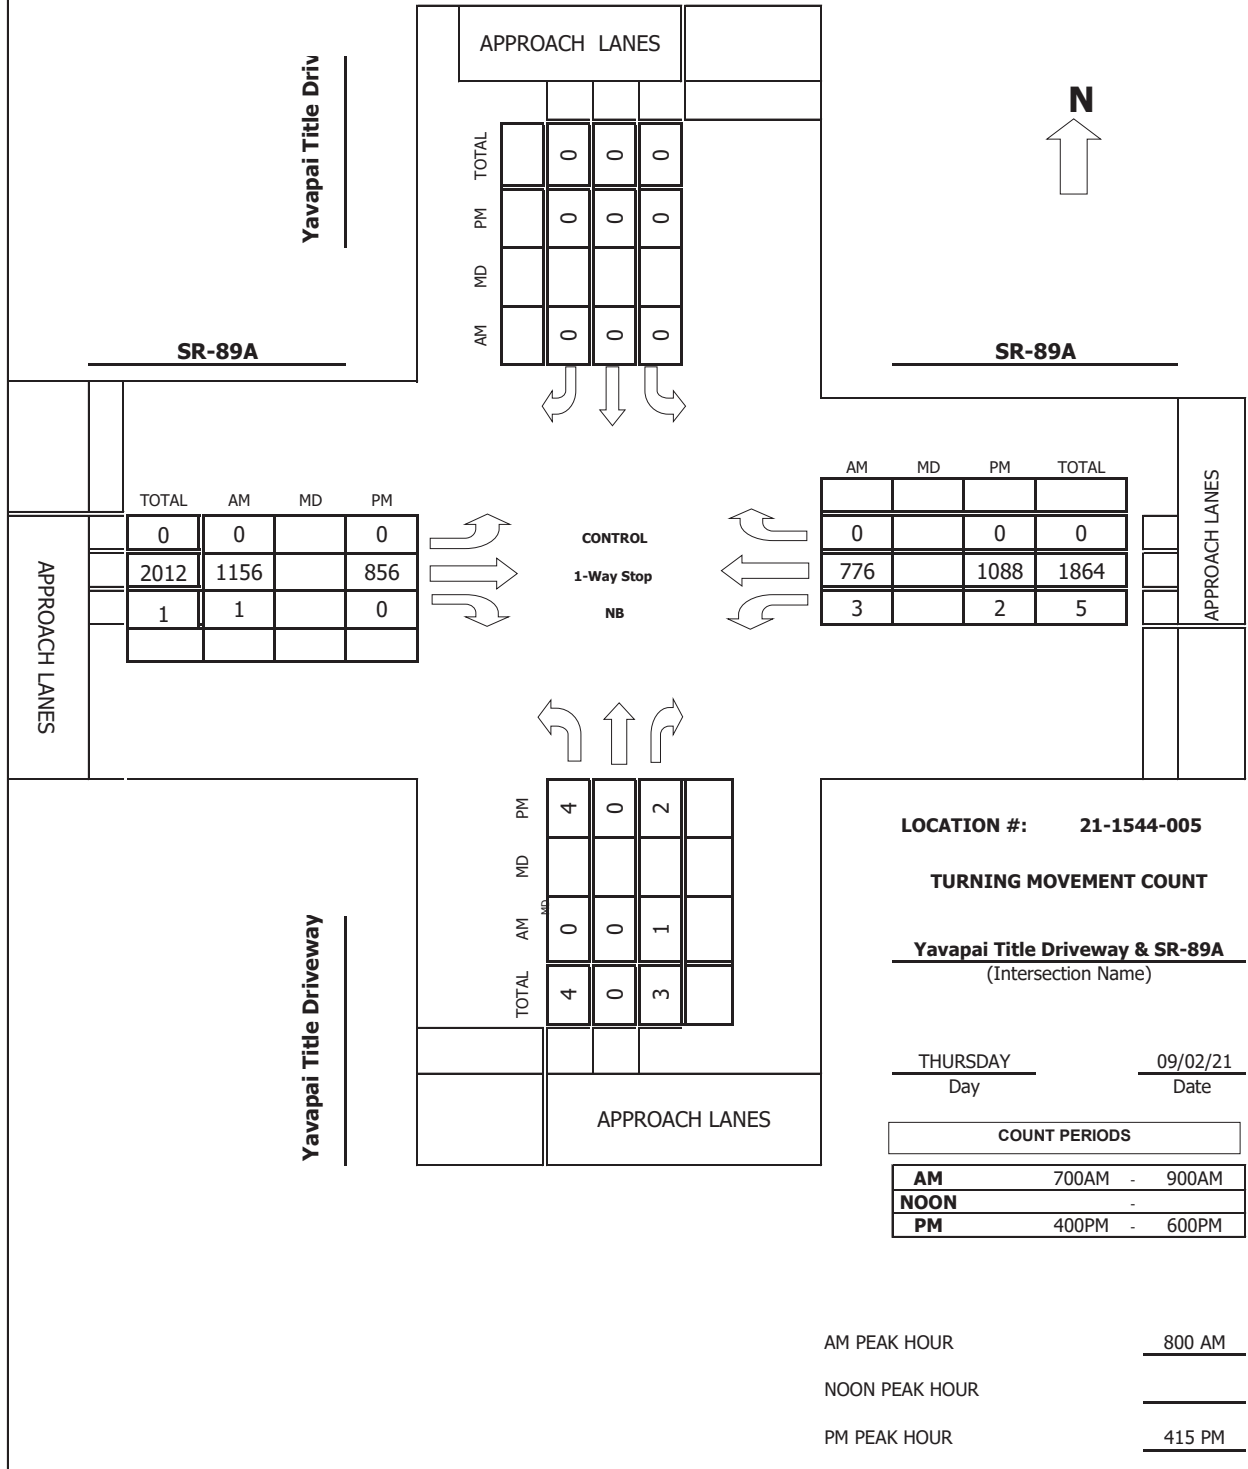 APPROACH LANES
Yavapai Title Driv
N
TOTAL 0 0 0
PM 0 0 0
MD
AM 0 0 0
SR-89A
SR-89A
AM MD PM TOTAL
0 0 0
776 1088 1864
3 2 5
APPROACH LANES
TOTAL AM MD PM
0 0 0
2012 1156 856
1 1 0
APPROACH LANES
CONTROL
1-Way Stop
NB
PM 4 0 2
MD
MD
AM 0 0 1
TOTAL 4 0 3
Yavapai Title Driveway
APPROACH LANES
LOCATION #: 21-1544-005
TURNING MOVEMENT COUNT
Yavapai Title Driveway & SR-89A
(Intersection Name)
THURSDAY 09/02/21
Day Date
COUNT PERIODS
AM 700AM - 900AM
NOON -
PM 400PM - 600PM
AM PEAK HOUR 800 AM
NOON PEAK HOUR
PM PEAK HOUR 415 PM